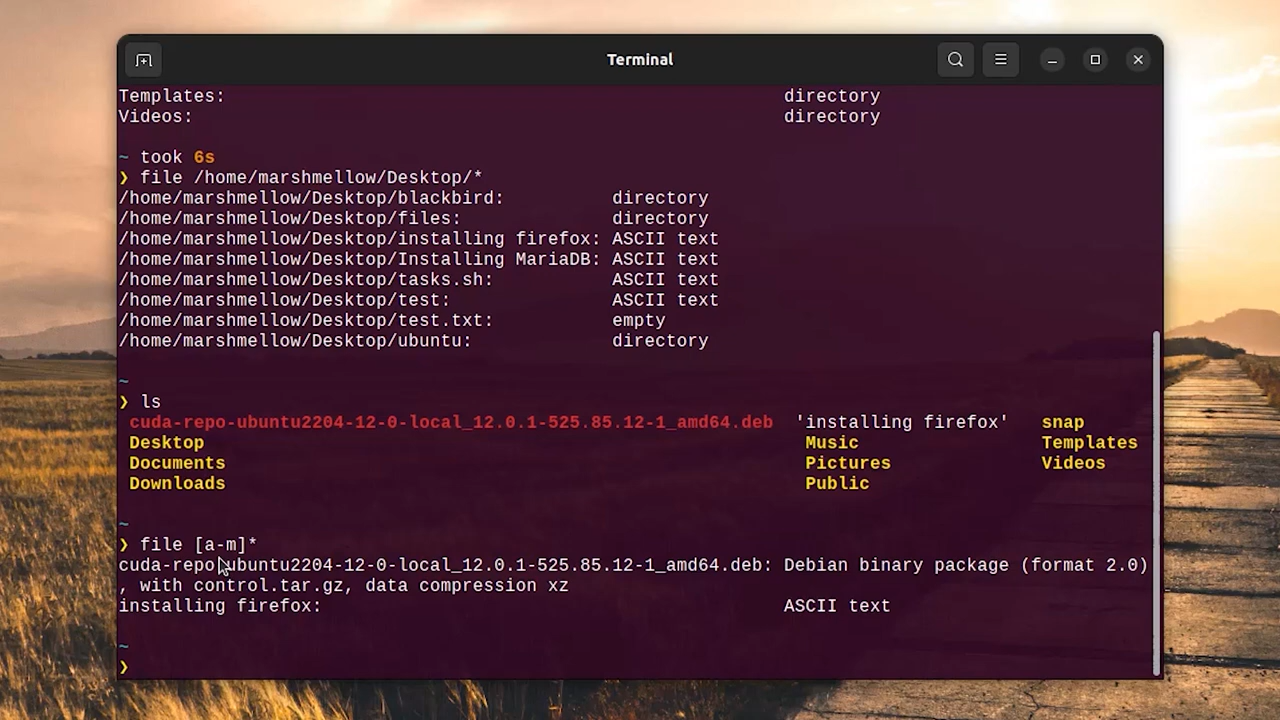 Terminal
Templates: directory
Videos: directory
~ took 6s
❯ file /home/marshmellow/Desktop/*
/home/marshmellow/Desktop/blackbird: directory
/home/marshmellow/Desktop/files: directory
/home/marshmellow/Desktop/installing firefox: ASCII text
/home/marshmellow/Desktop/Installing MariaDB: ASCII text
/home/marshmellow/Desktop/tasks.sh: ASCII text
/home/marshmellow/Desktop/test: ASCII text
/home/marshmellow/Desktop/test.txt: empty
/home/marshmellow/Desktop/ubuntu: directory
~
❯ ls
cuda-repo-ubuntu2204-12-0-local_12.0.1-525.85.12-1_amd64.deb 'installing firefox' snap
Desktop Music Templates
Documents Pictures Videos
Downloads Public
~
❯ file [a-m]*
cuda-repo-ubuntu2204-12-0-local_12.0.1-525.85.12-1_amd64.deb: Debian binary package (format 2.0)
, with control.tar.gz, data compression xz
installing firefox: ASCII text
~
❯